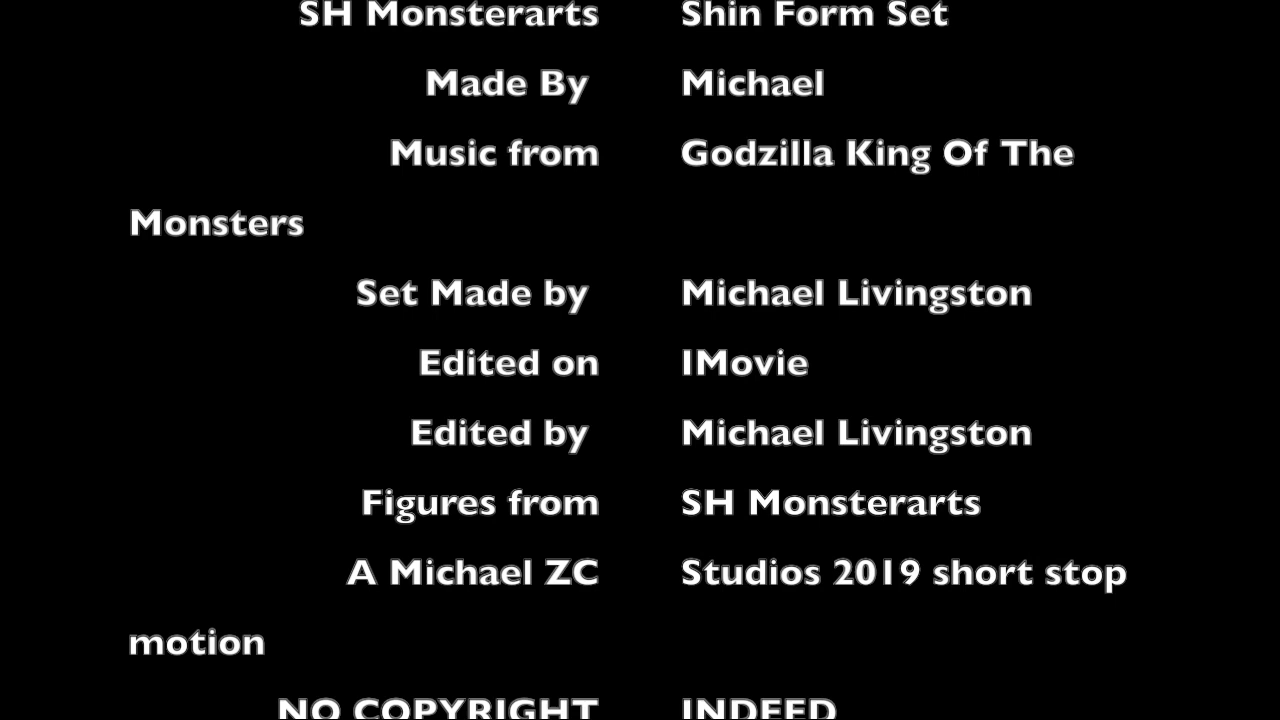 SH Monsterarts Shin Form Set
Made By Michael
Music from Godzilla King Of The
Monsters
Set Made by Michael Livingston
Edited on IMovie
Edited by Michael Livingston
Figures from SH Monsterarts
A Michael ZC Studios 2019 short stop
motion
NO COPYRIGHT INDEED